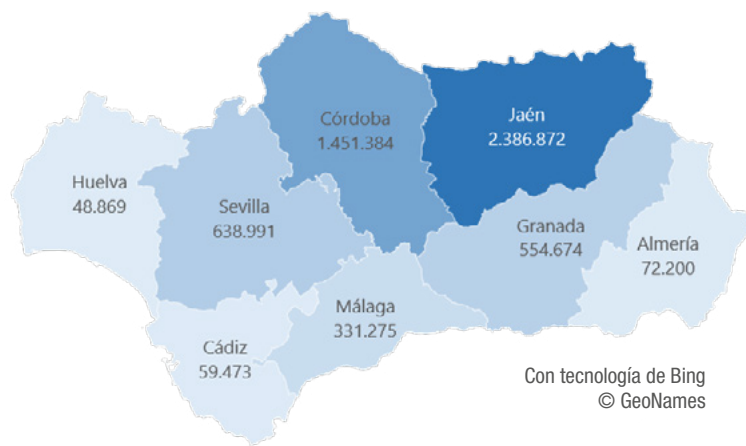 Córdoba
1.451.384
Jaén
2.386.872
Huelva
48.869
Sevilla
638.991
Granada
554.674
Almería
72.200
Málaga
331.275
Cádiz
59.473
Con tecnología de Bing
© GeoNames